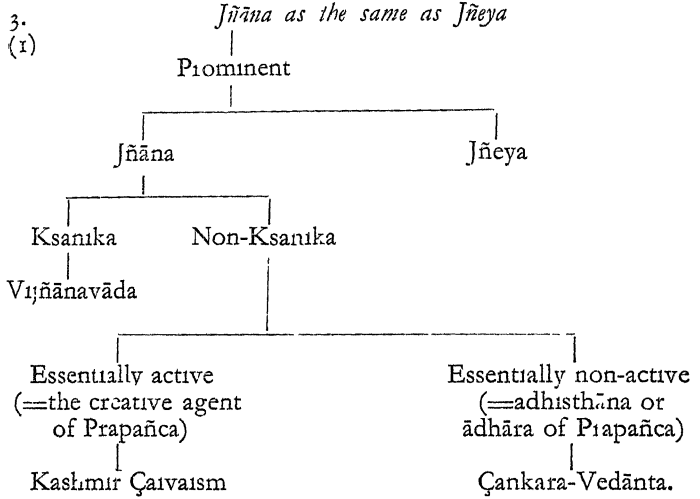 3.
(1)
Jñāna as the same as Jñeya
Prominent
Jñāna Jñeya
Ksanika Non-Ksanika
Vijñānavāda
Essentially active Essentially non-active
(=the creative agent (=adhisthāna or
of Prapañca) ādhāra of Prapañca)
Kashmir Çaivaism Çankara-Vedānta.